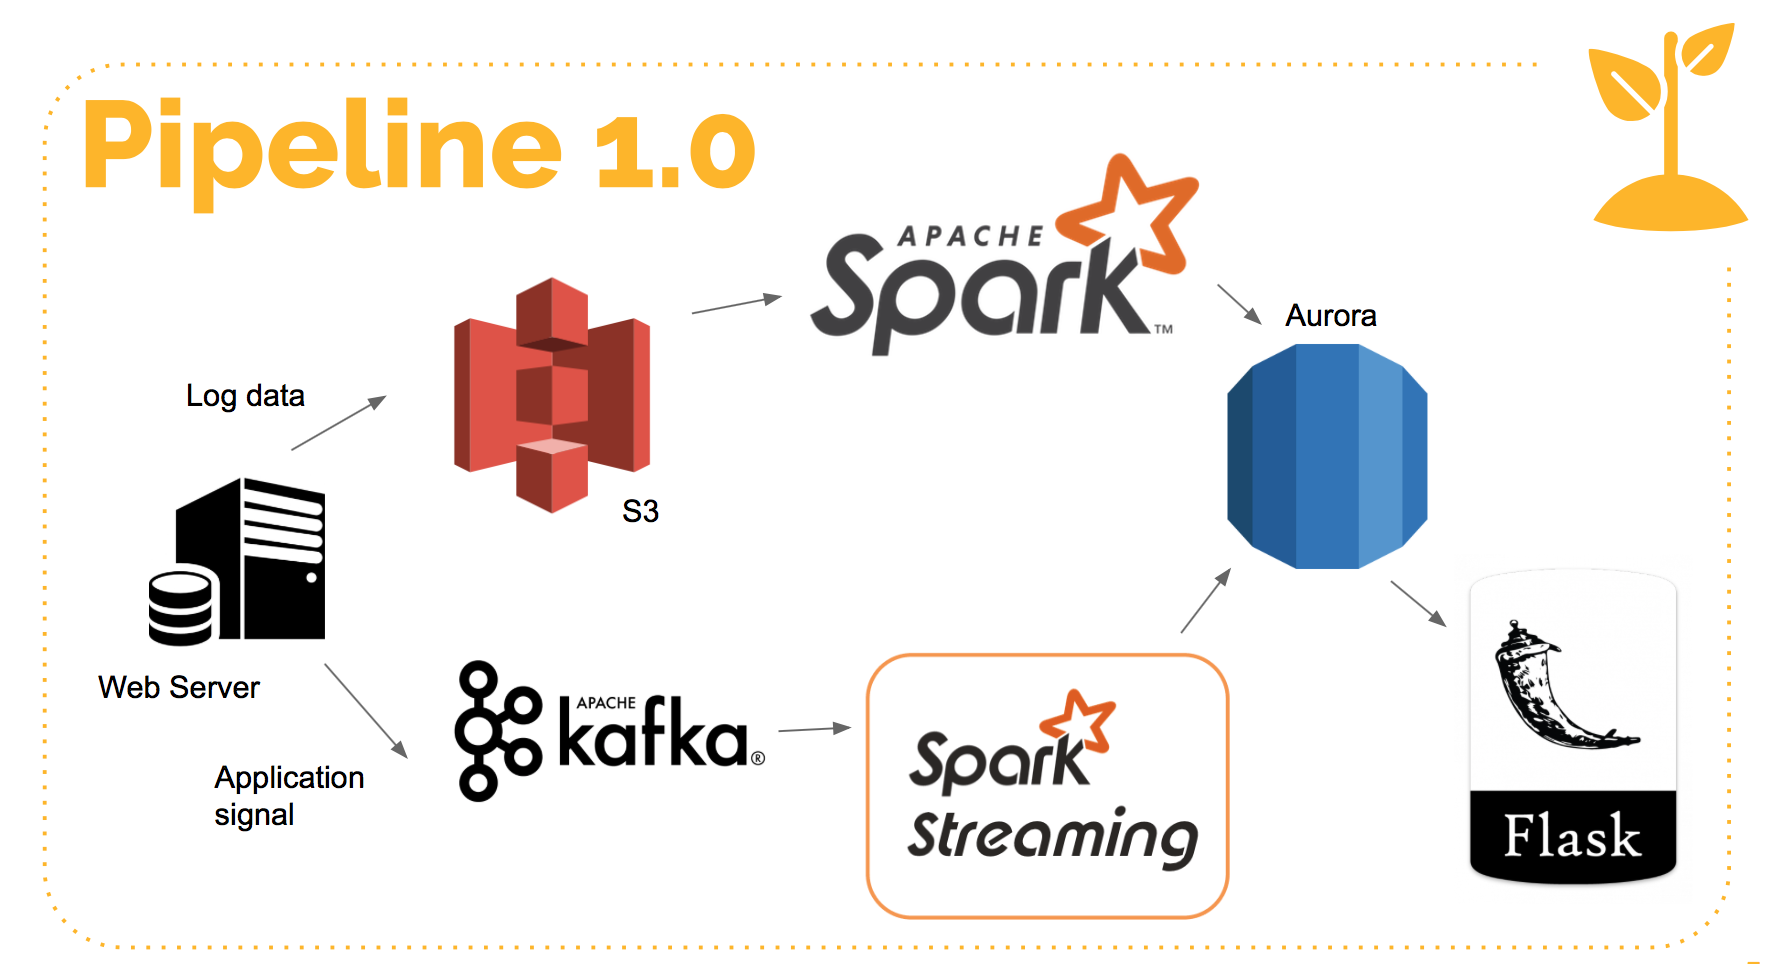 Pipeline 1.0
APACHE
Spark™
Aurora
Log data
S3
Web Server
APACHE
kafka®
Application
signal
Spark
Streaming
Flask